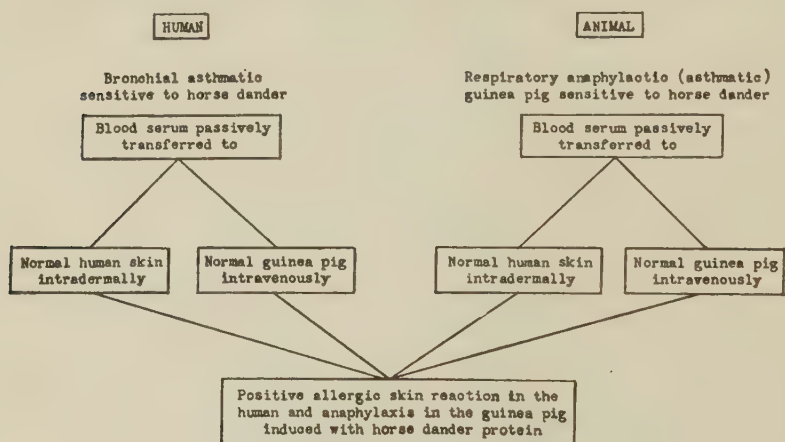 HUMAN
Bronchial asthmatic
sensitive to horse dander
Blood serum passively
transferred to
Normal human skin
intradermally
Normal guinea pig
intravenously
ANIMAL
Respiratory anaphylactic (asthmatic)
guinea pig sensitive to horse dander
Blood serum passively
transferred to
Normal human skin
intradermally
Normal guinea pig
intravenously
Positive allergic skin reaction in the
human and anaphylaxis in the guinea pig
induced with horse dander protein